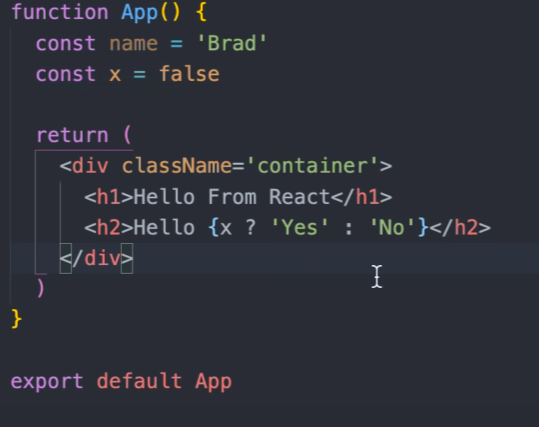 function App() {
const name = 'Brad'
const x = false
return (
<div className='container'>
<h1>Hello From React</h1>
<h2>Hello {x ? 'Yes' : 'No'}</h2>
</div>
)
}
export default App